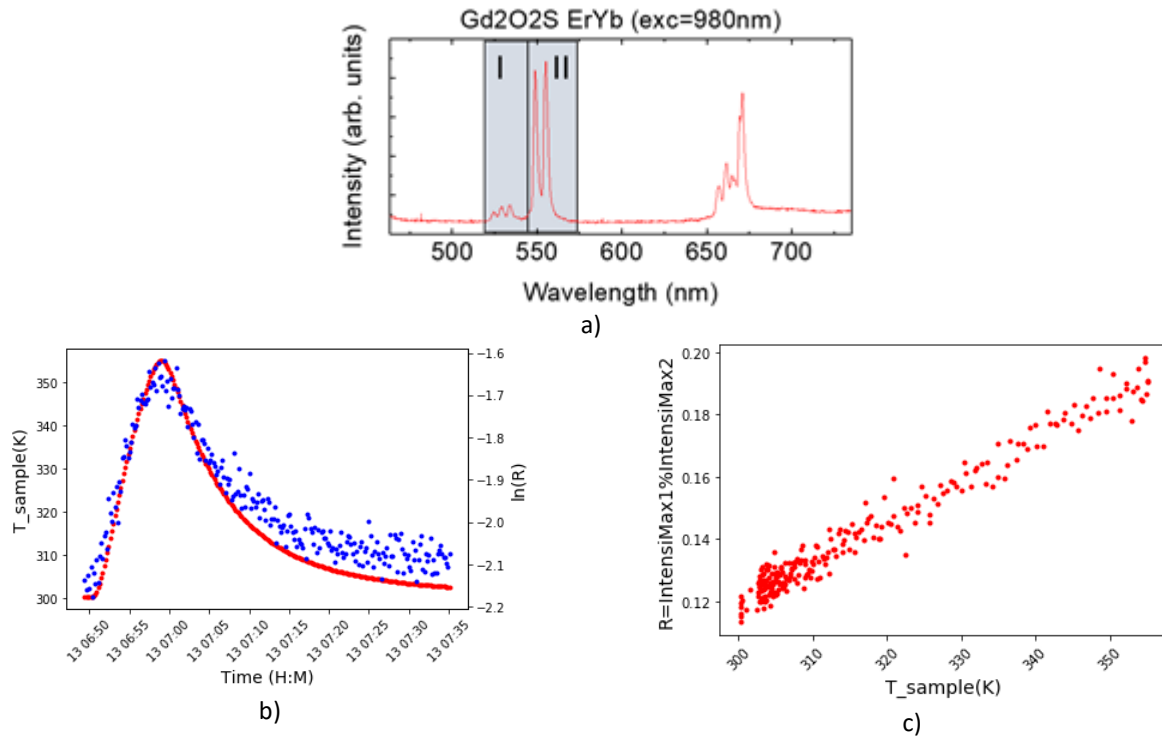 Gd2O2S ErYb (exc=980nm)
Intensity (arb. units)
I II
500 550 600 650 700
Wavelength (nm)
a)
T_sample(K)
350
340
330
320
310
300
-1.6
-1.7
-1.8
-1.9
-2.0
-2.1
-2.2
ln(R)
13 06:50 13 06:55 13 07:00 13 07:05 13 07:10 13 07:15 13 07:20 13 07:25 13 07:30 13 07:35
Time (H:M)
b)
R=IntensiMax1%IntensiMax2
0.20
0.18
0.16
0.14
0.12
300 310 320 330 340 350
T_sample(K)
c)